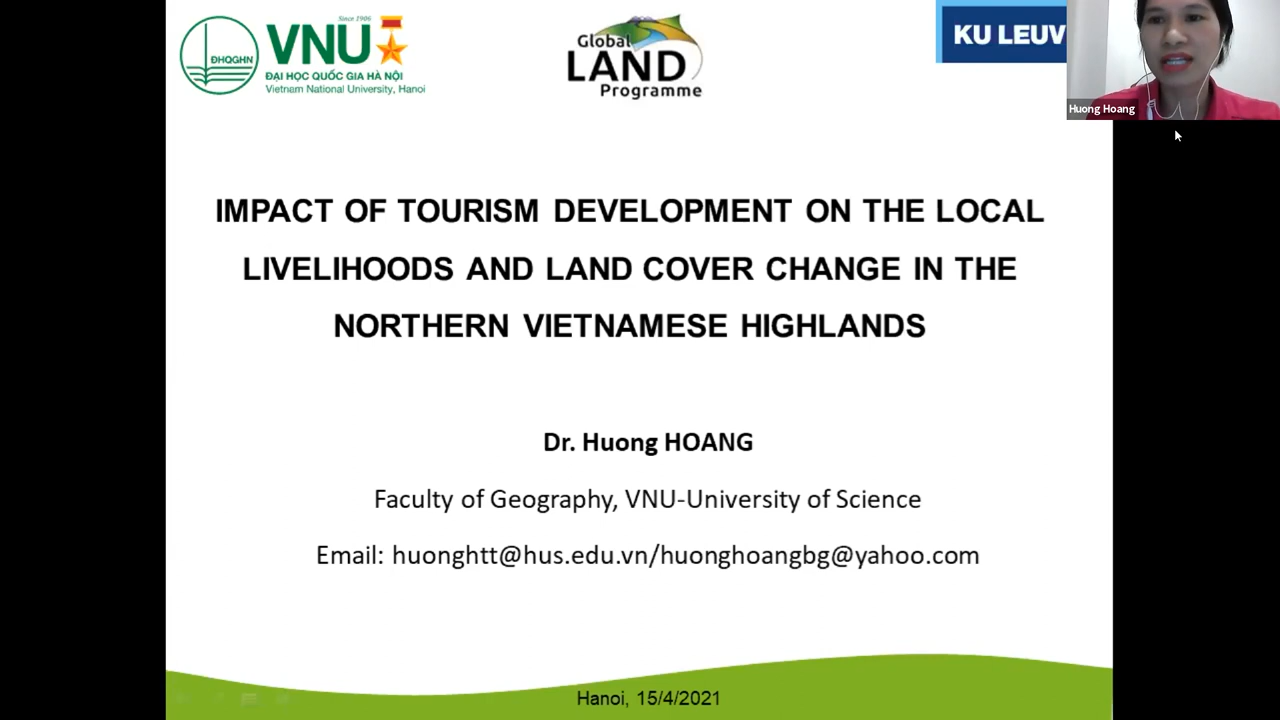 Since 1906
VNU
ĐHQGHN
ĐẠI HỌC QUỐC GIA HÀ NỘI
Vietnam National University, Hanoi
Global
LAND
Programme
KU LEUV
Huong Hoang
IMPACT OF TOURISM DEVELOPMENT ON THE LOCAL
LIVELIHOODS AND LAND COVER CHANGE IN THE
NORTHERN VIETNAMESE HIGHLANDS
Dr. Huong HOANG
Faculty of Geography, VNU-University of Science
Email: huonghtt@hus.edu.vn/huonghoangbg@yahoo.com
Hanoi, 15/4/2021